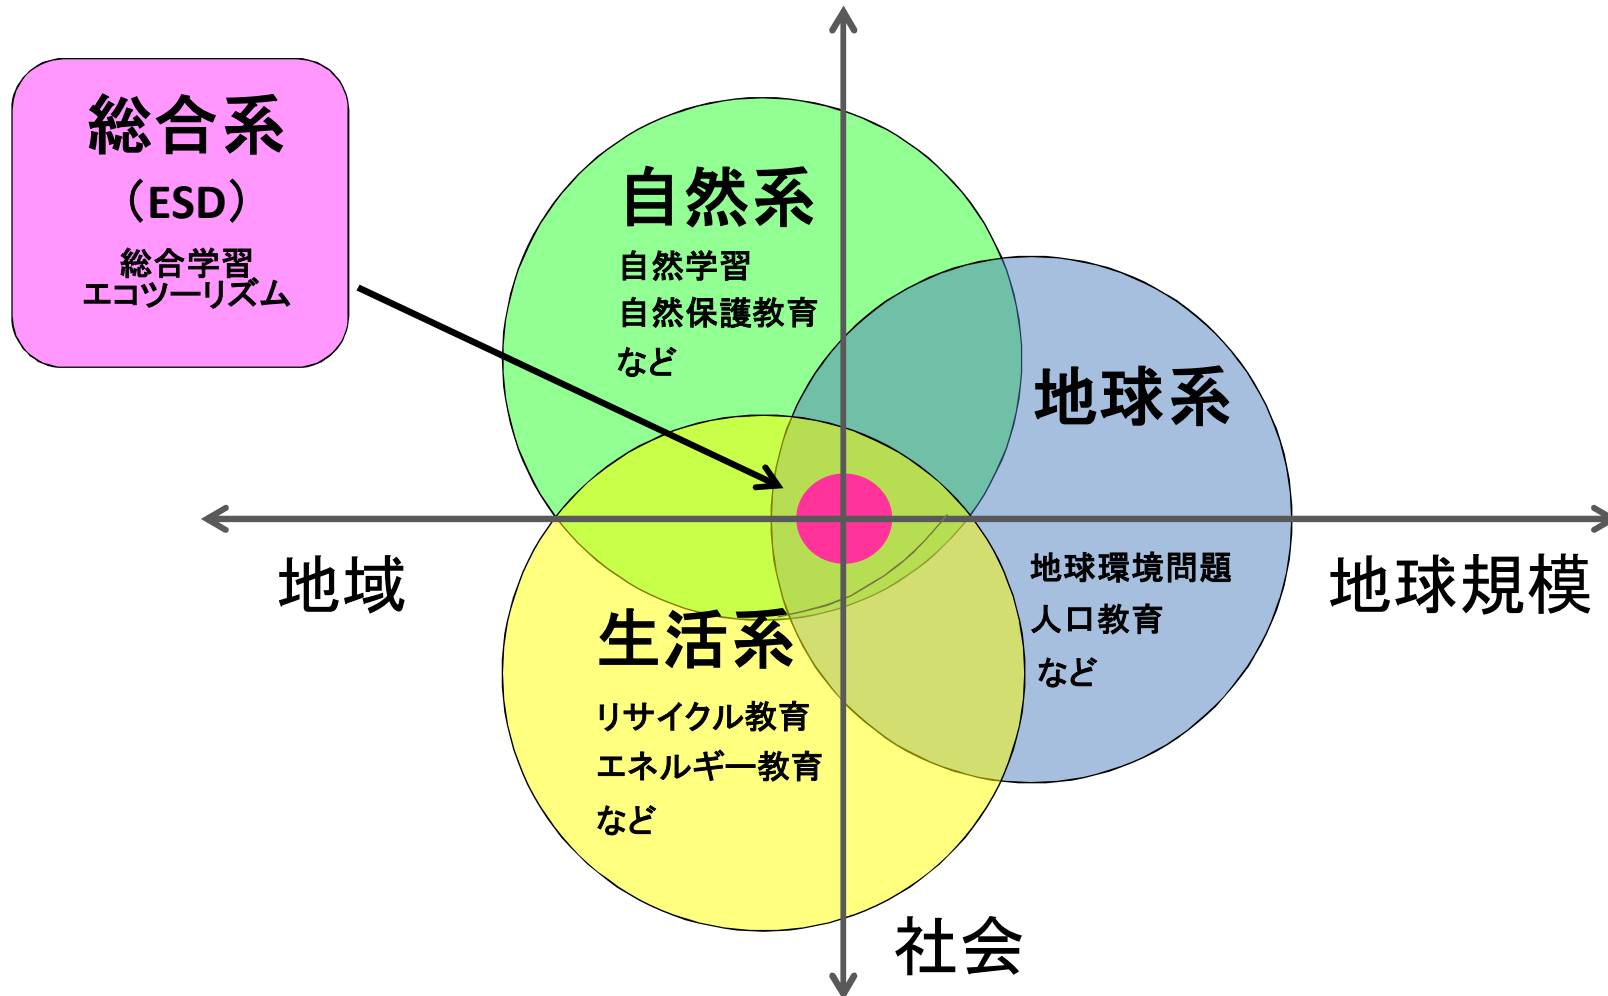 総合系
（ESD）
総合学習
エコツーリズム
自然系
自然学習
自然保護教育
など
地球系
地球環境問題
人口教育
など
地域
地球規模
生活系
リサイクル教育
エネルギー教育
など
社会